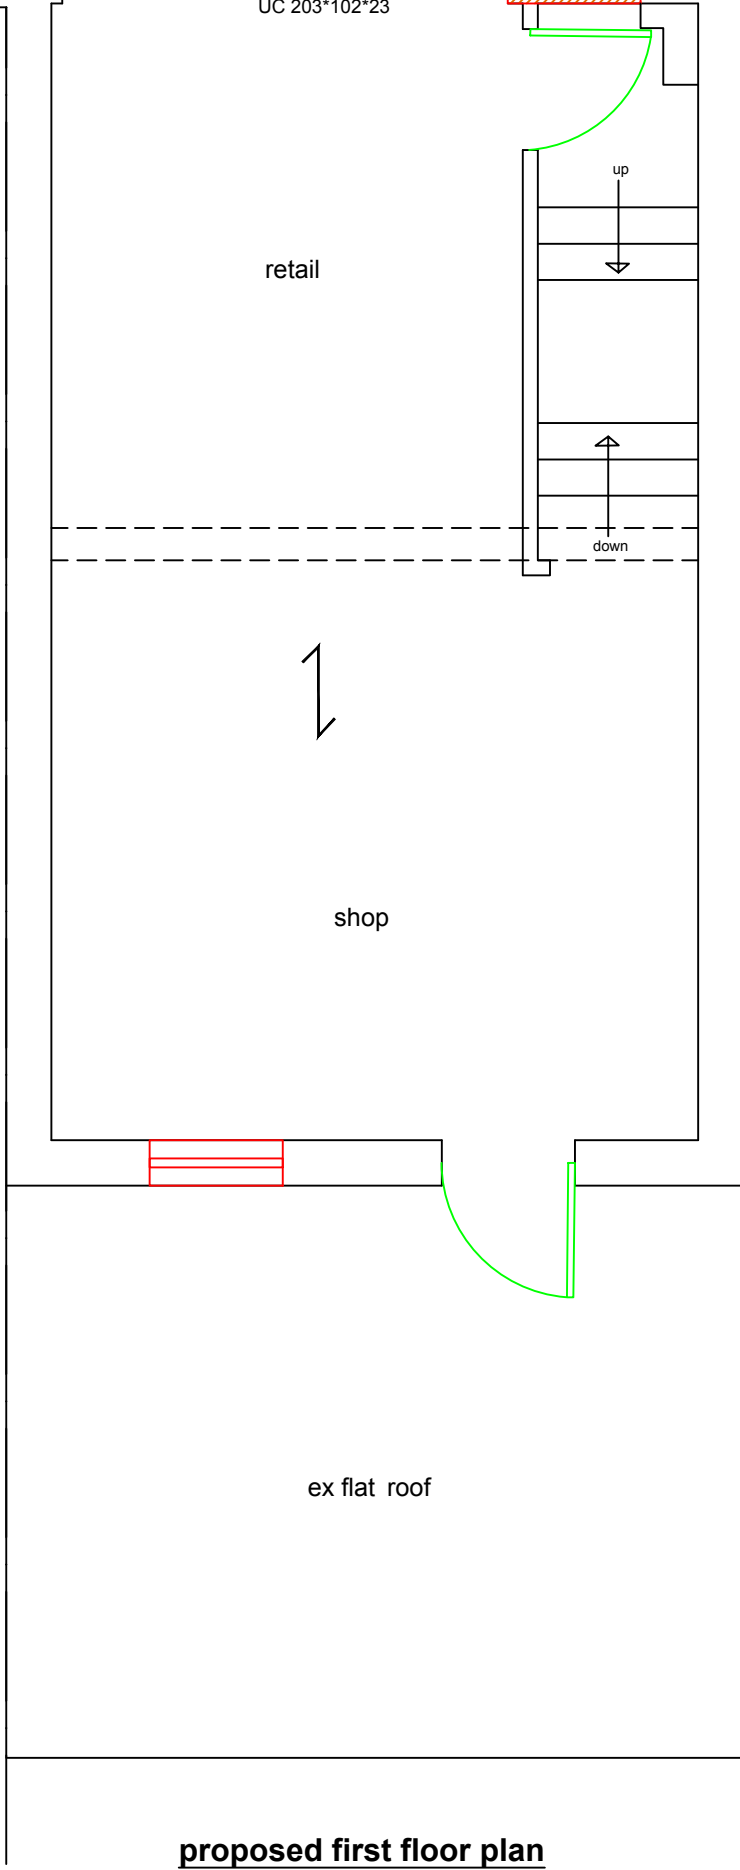 UC 203*102*23
up
retail
down
shop
ex flat roof
proposed first floor plan